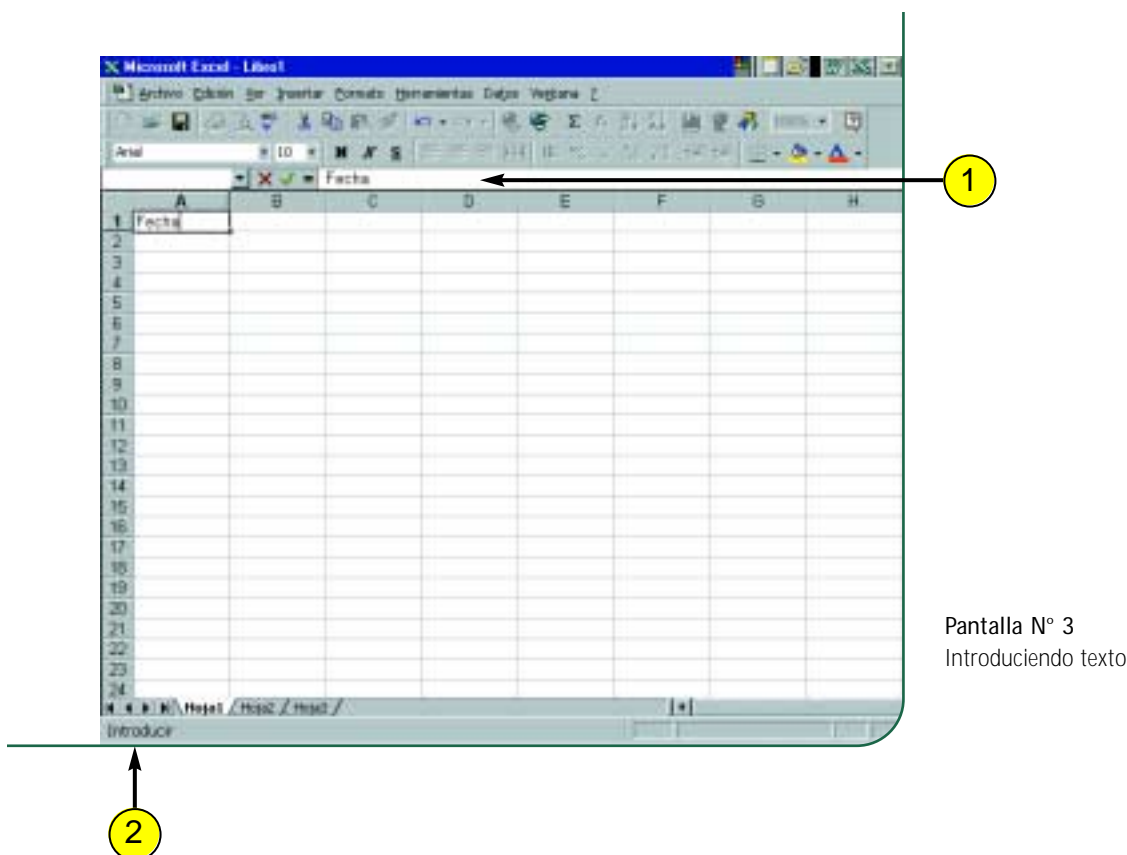 Microsoft Excel - Libro1
Archivo Edición Ver Insertar Formato Herramientas Datos Ventana ?
Arial 10 N K S
Fecha
1
A B C D E F G H
1 Fecha
2
3
4
5
6
7
8
9
10
11
12
13
14
15
16
17
18
19
20
21
22
23
24
Hoja1 Hoja2 Hoja3
Introducir
Pantalla N° 3
Introduciendo texto
2